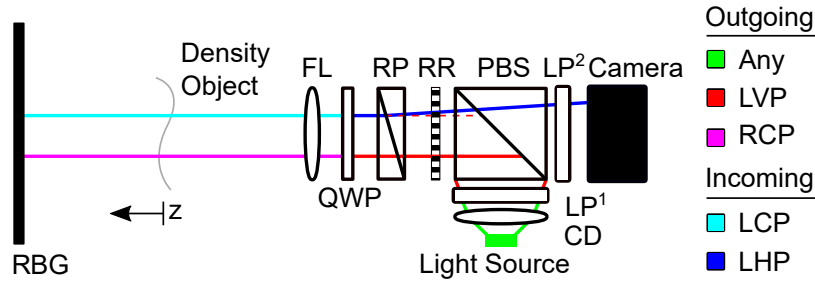 Density
Object
FL
RP
RR
PBS
LP²
Camera
QWP
z
RBG
LP¹
CD
Light Source
Outgoing
Any
LVP
RCP
Incoming
LCP
LHP